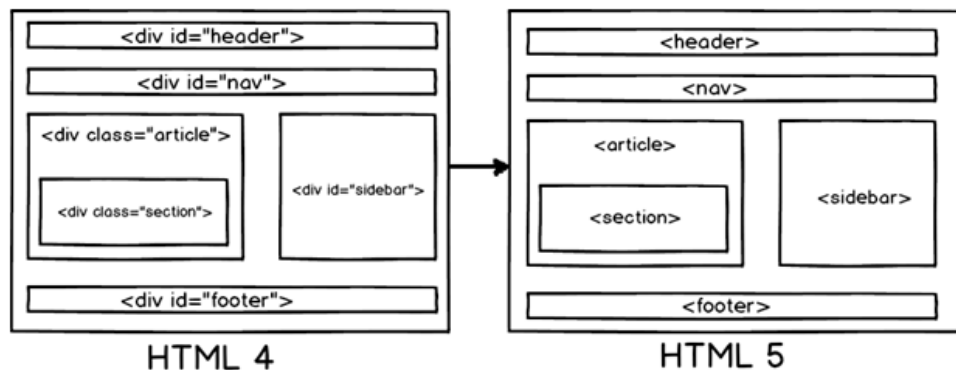 <div id="header">
<div id="nav">
<div class="article">
<div class="section">
<div id="sidebar">
<div id="footer">
HTML 4
<header>
<nav>
<article>
<section>
<sidebar>
<footer>
HTML 5